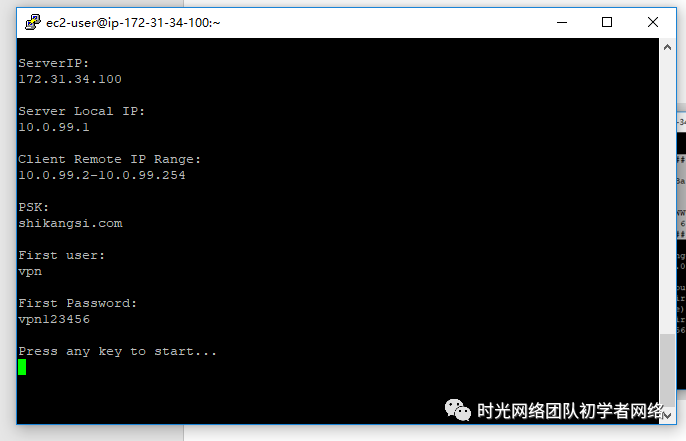 ec2-user@ip-172-31-34-100:~
ServerIP:
172.31.34.100
Server Local IP:
10.0.99.1
Client Remote IP Range:
10.0.99.2-10.0.99.254
PSK:
shikangsi.com
First user:
vpn
First Password:
vpn123456
Press any key to start...
时光网络团队初学者网络